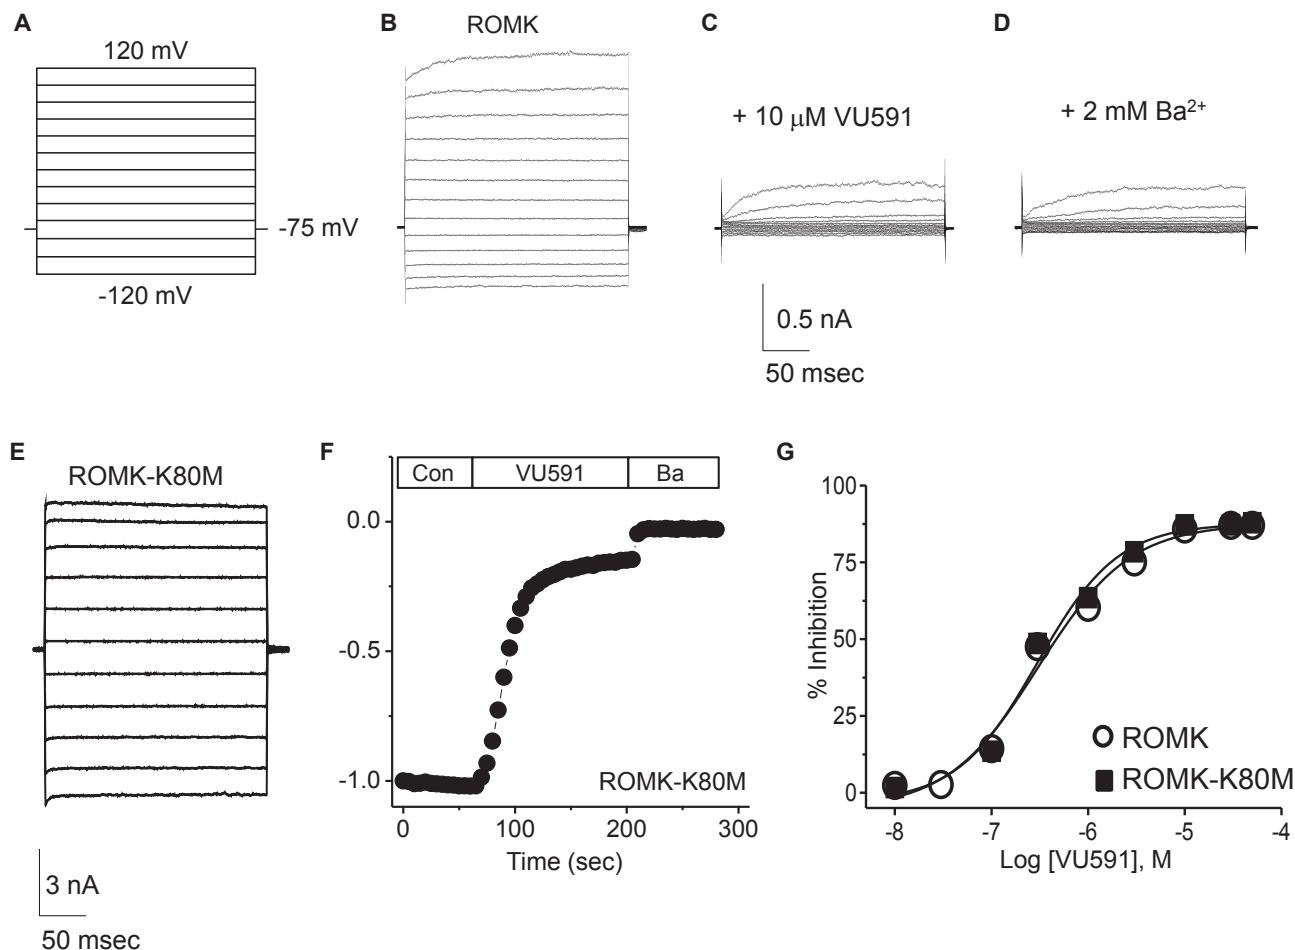 A
120 mV
-75 mV
-120 mV
B
ROMK
C
+ 10 μM VU591
D
+ 2 mM Ba²⁺
0.5 nA
50 msec
E
ROMK-K80M
3 nA
50 msec
F
Con VU591 Ba
0.0
-0.5
-1.0
ROMK-K80M
0 100 200 300
Time (sec)
G
% Inhibition
100
75
50
25
0
ROMK
ROMK-K80M
-8 -7 -6 -5 -4
Log [VU591], M